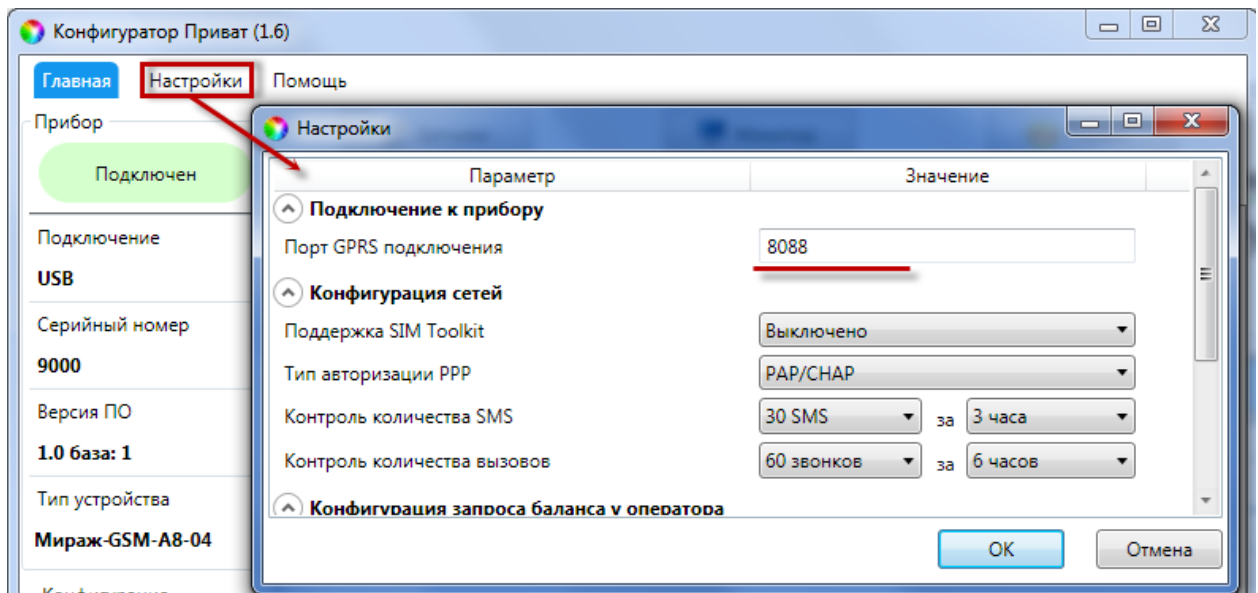 Конфигуратор Приват (1.6)
Главная Настройки Помощь
Прибор
Подключен
Подключение
USB
Серийный номер
9000
Версия ПО
1.0 база: 1
Тип устройства
Мираж-GSM-A8-04
Настройки
Параметр Значение
Подключение к прибору
Порт GPRS подключения 8088
Конфигурация сетей
Поддержка SIM Toolkit Выключено
Тип авторизации PPP PAP/CHAP
Контроль количества SMS 30 SMS за 3 часа
Контроль количества вызовов 60 звонков за 6 часов
Конфигурация запроса баланса у оператора
OK Отмена